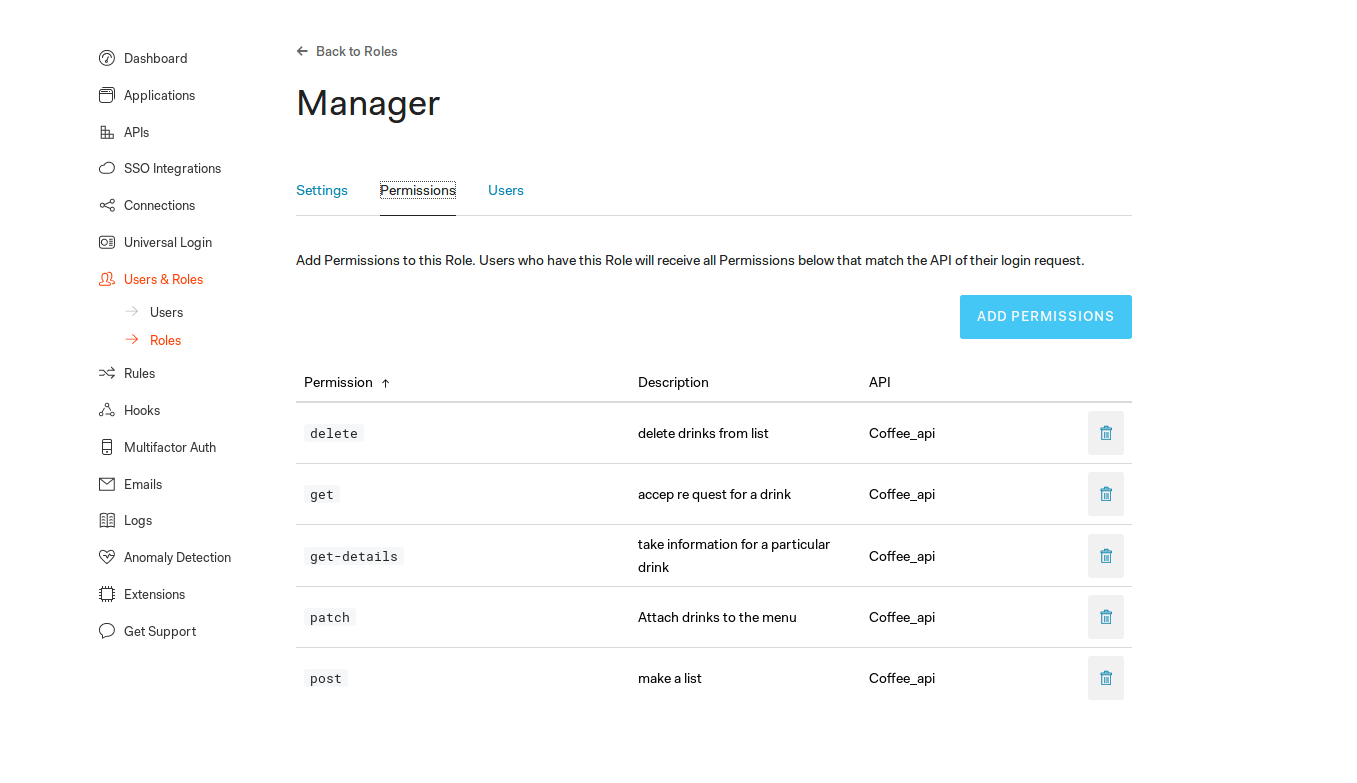 Dashboard
Applications
APIs
SSO Integrations
Connections
Universal Login
Users & Roles
Users
Roles
Rules
Hooks
Multifactor Auth
Emails
Logs
Anomaly Detection
Extensions
Get Support
Back to Roles
Manager
Settings Permissions Users
Add Permissions to this Role. Users who have this Role will receive all Permissions below that match the API of their login request.
ADD PERMISSIONS
Permission Description API
delete delete drinks from list Coffee_api
get accep re quest for a drink Coffee_api
get-details take information for a particular drink Coffee_api
patch Attach drinks to the menu Coffee_api
post make a list Coffee_api